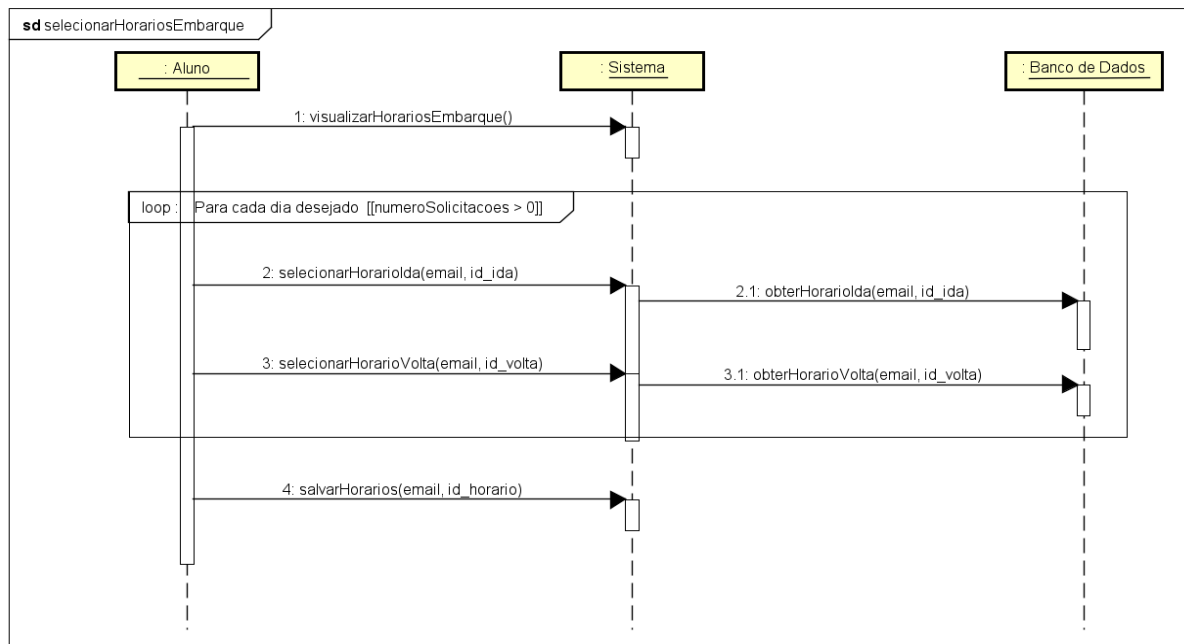 sd selecionarHorariosEmbarque
: Aluno
: Sistema
: Banco de Dados
1: visualizarHorariosEmbarque()
loop : Para cada dia desejado [[numeroSolicitacoes > 0]]
2: selecionarHorarioIda(email, id_ida)
2.1: obterHorarioIda(email, id_ida)
3: selecionarHorarioVolta(email, id_volta)
3.1: obterHorarioVolta(email, id_volta)
4: salvarHorarios(email, id_horario)